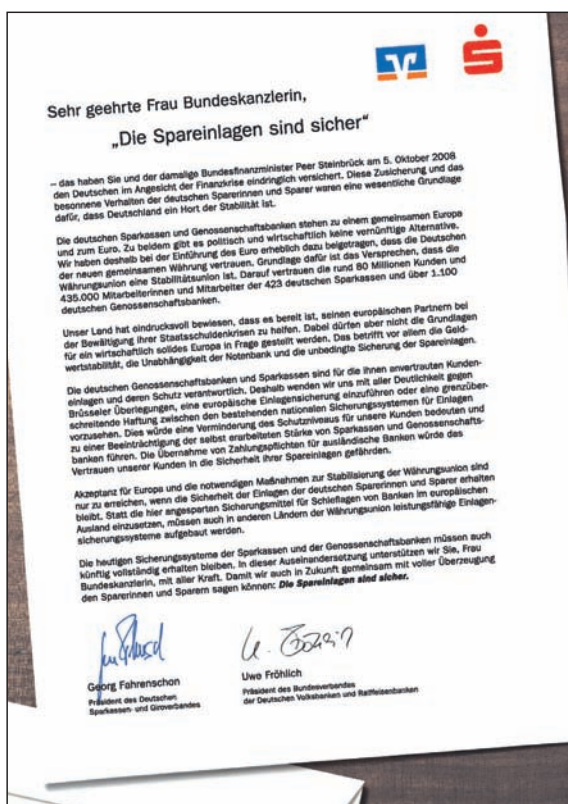 Sehr geehrte Frau Bundeskanzlerin,
„Die Spareinlagen sind sicher“
– das haben Sie und der damalige Bundesfinanzminister Peer Steinbrück am 5. Oktober 2008
den Deutschen im Angesicht der Finanzkrise eindringlich versichert. Diese Zusicherung und das
besonnene Verhalten der deutschen Sparerinnen und Sparer waren eine wesentliche Grundlage
dafür, dass Deutschland ein Hort der Stabilität ist.
Die deutschen Sparkassen und Genossenschaftsbanken stehen zu einem gemeinsamen Europa
und zum Euro. Zu beidem gibt es politisch und wirtschaftlich keine vernünftige Alternative.
Wir haben deshalb bei der Einführung des Euro erheblich dazu beigetragen, dass die Deutschen
der neuen gemeinsamen Währung vertrauen. Grundlage dafür ist das Versprechen, dass die
Währungsunion eine Stabilitätsunion ist. Darauf vertrauen die rund 80 Millionen Kunden und
435.000 Mitarbeiterinnen und Mitarbeiter der 423 deutschen Sparkassen und über 1.100
deutschen Genossenschaftsbanken.
Unser Land hat eindrucksvoll bewiesen, dass es bereit ist, seinen europäischen Partnern bei
der Bewältigung ihrer Staatsschuldenkrisen zu helfen. Dabei dürfen aber nicht die Grundlagen
für ein wirtschaftlich solides Europa in Frage gestellt werden. Das betrifft vor allem die Geld-
wertstabilität, die Unabhängigkeit der Notenbank und die unbedingte Sicherung der Spareinlagen.
Die deutschen Genossenschaftsbanken und Sparkassen sind für die ihnen anvertrauten Kunden-
einlagen und deren Schutz verantwortlich. Deshalb wenden wir uns mit aller Deutlichkeit gegen
Brüsseler Überlegungen, eine europäische Einlagensicherung einzuführen oder eine grenzüber-
schreitende Haftung zwischen den bestehenden nationalen Sicherungssystemen für Einlagen
vorzusehen. Dies würde eine Verminderung des Schutzniveaus für unsere Kunden bedeuten und
zu einer Beeinträchtigung der selbst erarbeiteten Stärke von Sparkassen und Genossenschafts-
banken führen. Die Übernahme von Zahlungspflichten für ausländische Banken würde das
Vertrauen unserer Kunden in die Sicherheit ihrer Spareinlagen gefährden.
Akzeptanz für Europa und die notwendigen Maßnahmen zur Stabilisierung der Währungsunion sind
nur zu erreichen, wenn die Sicherheit der Einlagen der deutschen Sparerinnen und Sparer erhalten
bleibt. Statt die hier angesparten Sicherungsmittel für Schieflagen von Banken im europäischen
Ausland einzusetzen, müssen auch in anderen Ländern der Währungsunion leistungsfähige Einlagen-
sicherungssysteme aufgebaut werden.
Die heutigen Sicherungssysteme der Sparkassen und der Genossenschaftsbanken müssen auch
künftig vollständig erhalten bleiben. In dieser Auseinandersetzung unterstützen wir Sie, Frau
Bundeskanzlerin, mit aller Kraft. Damit wir auch in Zukunft gemeinsam mit voller Überzeugung
den Sparerinnen und Sparern sagen können: Die Spareinlagen sind sicher.
Georg Fahrenschon
Präsident des Deutschen
Sparkassen- und Giroverbandes
Uwe Fröhlich
Präsident des Bundesverbandes
der Deutschen Volksbanken und Raiffeisenbanken